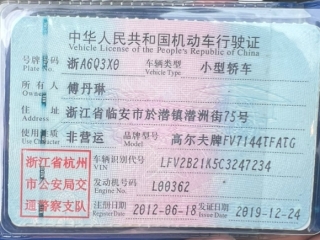 中华人民共和国机动车行驶证
Vehicle License of the People's Republic of China
号牌号码 浙A6Q3X0 车辆类型 小型轿车
Plate No. Vehicle Type
所有人 傅丹琳
Owner
住址 浙江省临安市於潜镇潜洲街75号
Address
使用性质 非营运 品牌型号 高尔夫牌FV7144TFATG
Use Character Model
浙江省杭州市公安局交通警察支队
车辆识别代号 LFV2B21K5C3247234
VIN
发动机号码 L00362
Engine No.
注册日期 2012-06-18 发证日期 2019-12-24
Register Date Issue Date